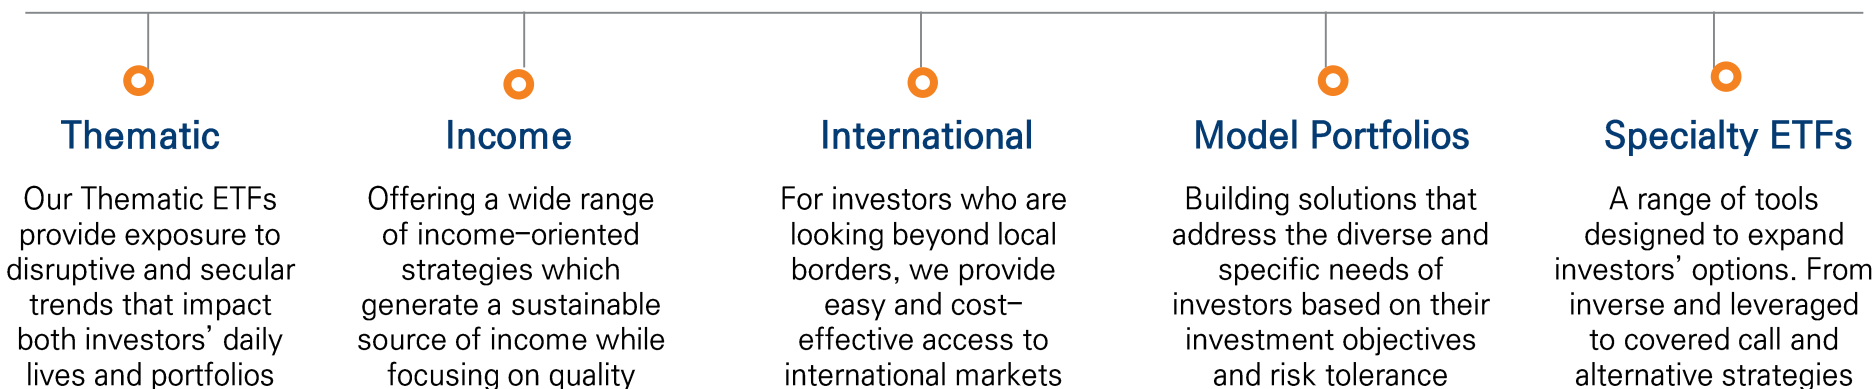 Thematic
Our Thematic ETFs
provide exposure to
disruptive and secular
trends that impact
both investors’ daily
lives and portfolios
Income
Offering a wide range
of income–oriented
strategies which
generate a sustainable
source of income while
focusing on quality
International
For investors who are
looking beyond local
borders, we provide
easy and cost–
effective access to
international markets
Model Portfolios
Building solutions that
address the diverse and
specific needs of
investors based on their
investment objectives
and risk tolerance
Specialty ETFs
A range of tools
designed to expand
investors’ options. From
inverse and leveraged
to covered call and
alternative strategies